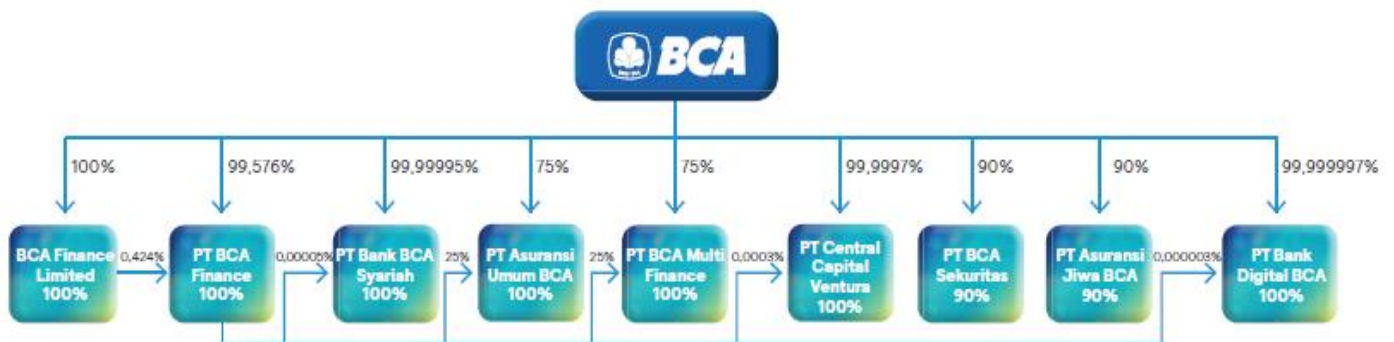 BCA
100%
99,576%
99,99995%
75%
75%
99,9997%
90%
90%
99,999997%
BCA Finance
Limited
100%
0,424%
PT BCA
Finance
100%
0,00005%
PT Bank BCA
Syariah
100%
25%
PT Asuransi
Umum BCA
100%
25%
PT BCA Multi
Finance
100%
0,0003%
PT Central
Capital
Ventura
100%
PT BCA
Sekuritas
90%
PT Asuransi
Jiwa BCA
90%
0,000003%
PT Bank
Digital BCA
100%